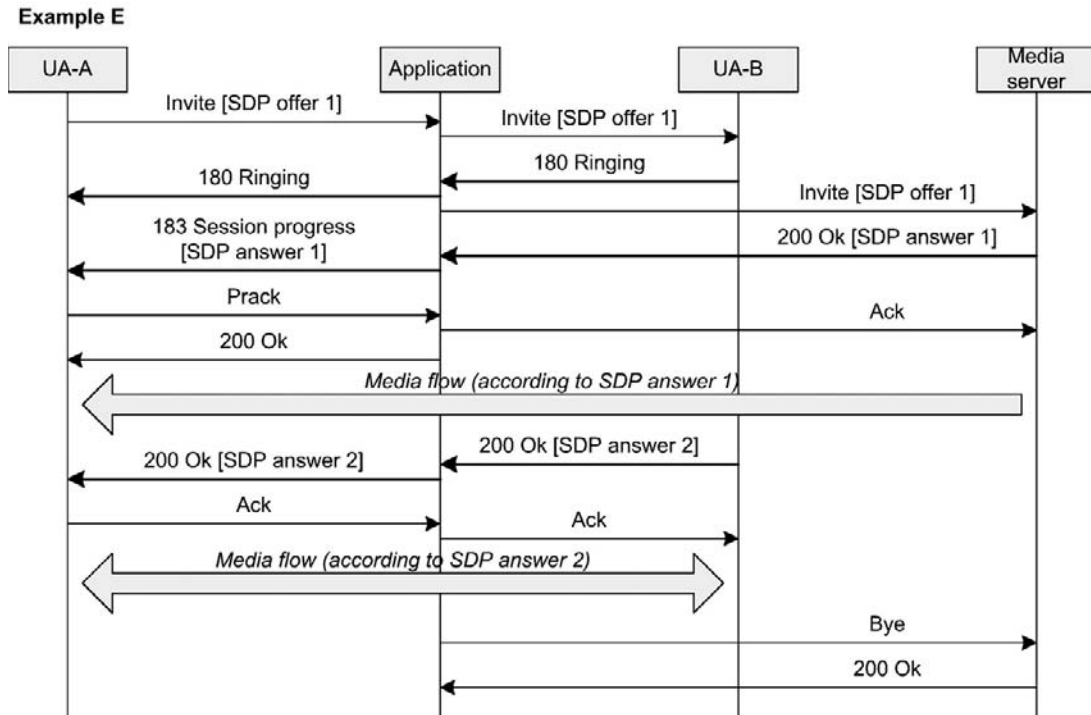 Example E
UA-A
Application
UA-B
Media
server
Invite [SDP offer 1]
Invite [SDP offer 1]
180 Ringing
180 Ringing
Invite [SDP offer 1]
183 Session progress
[SDP answer 1]
200 Ok [SDP answer 1]
Prack
Ack
200 Ok
Media flow (according to SDP answer 1)
200 Ok [SDP answer 2]
200 Ok [SDP answer 2]
Ack
Ack
Media flow (according to SDP answer 2)
Bye
200 Ok